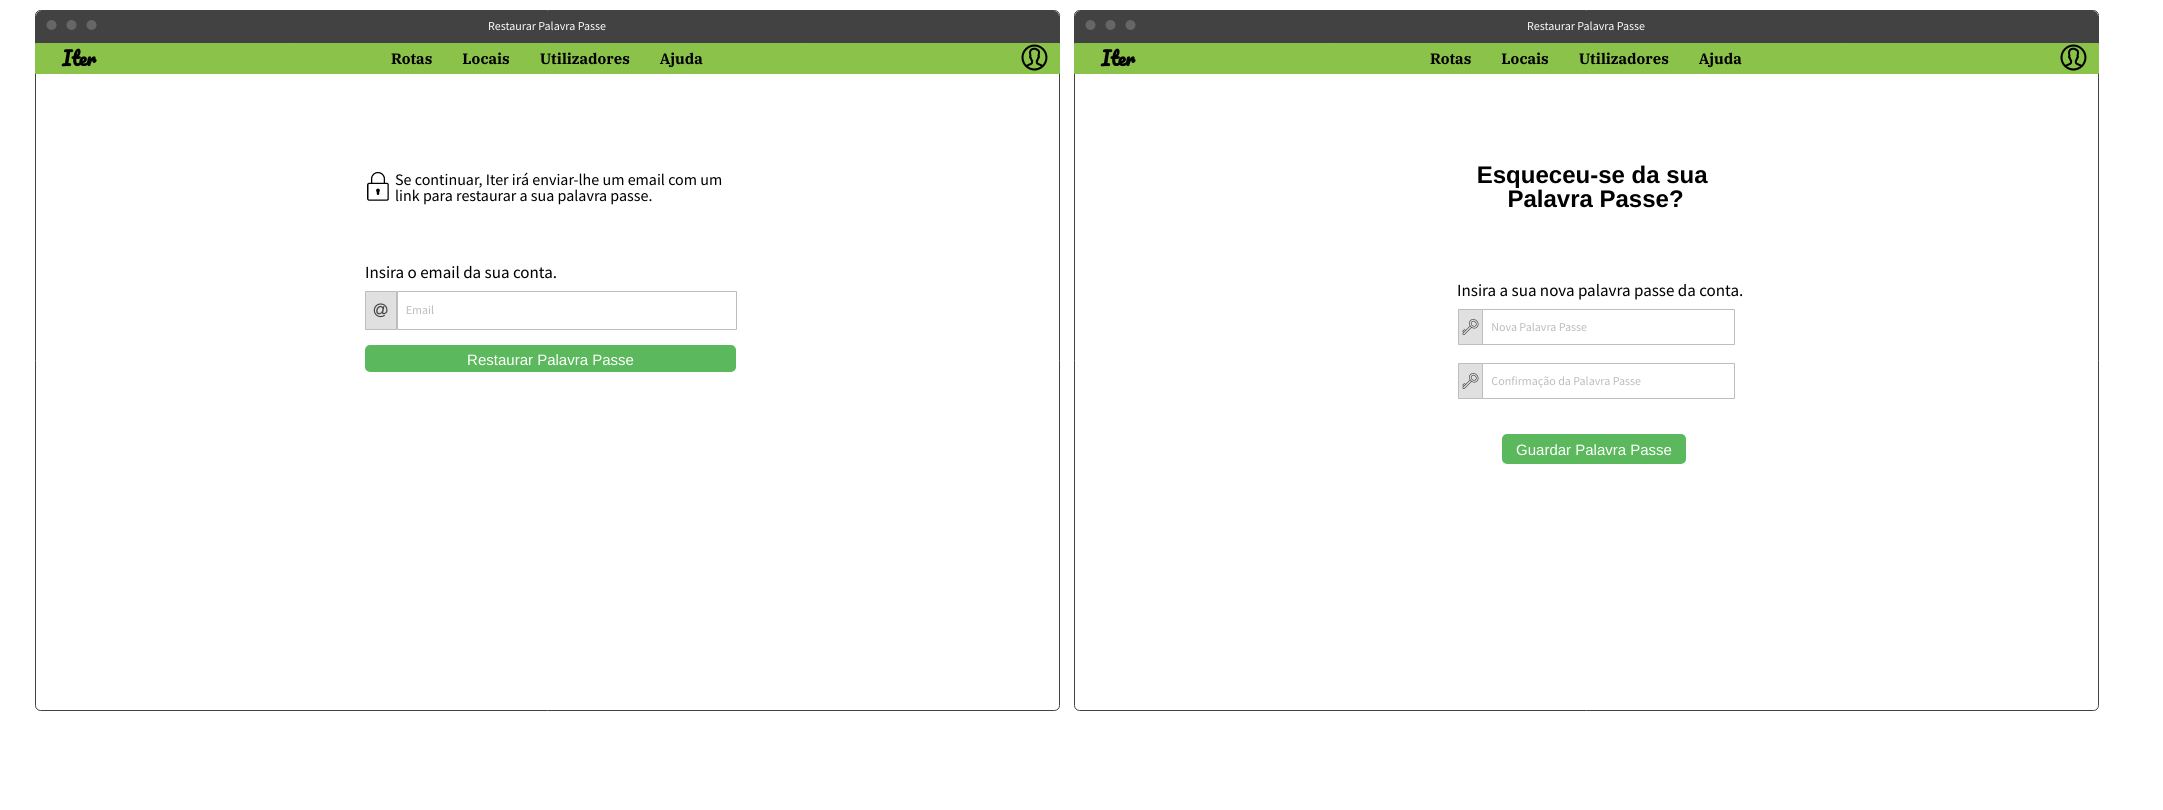 Restaurar Palavra Passe
Iter
Rotas Locais Utilizadores Ajuda
Se continuar, Iter irá enviar-lhe um email com um
link para restaurar a sua palavra passe.
Insira o email da sua conta.
@ Email
Restaurar Palavra Passe
Restaurar Palavra Passe
Iter
Rotas Locais Utilizadores Ajuda
Esqueceu-se da sua
Palavra Passe?
Insira a sua nova palavra passe da conta.
Nova Palavra Passe
Confirmação da Palavra Passe
Guardar Palavra Passe